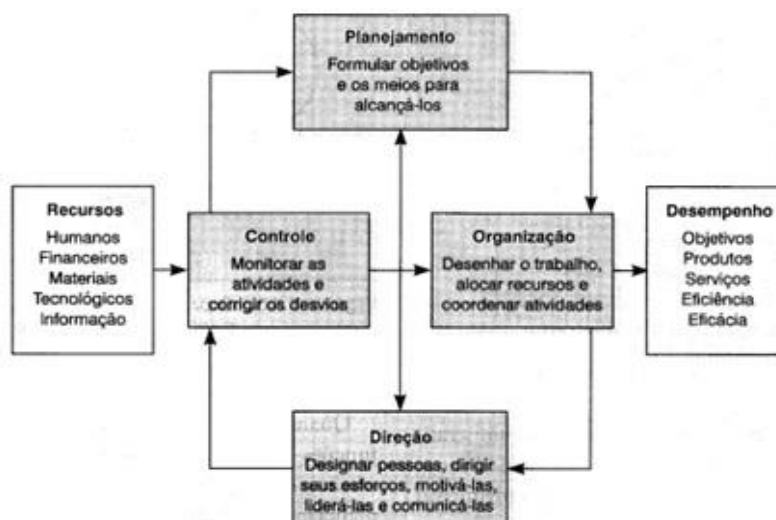 Planejamento
Formular objetivos
e os meios para
alcançá-los
Recursos
Humanos
Financeiros
Materiais
Tecnológicos
Informação
Controle
Monitorar as
atividades e
corrigir os desvios
Organização
Desenhar o trabalho,
alocar recursos e
coordenar atividades
Desempenho
Objetivos
Produtos
Serviços
Eficiência
Eficácia
Direção
Designar pessoas, dirigir
seus esforços, motivá-las,
liderá-las e comunicá-las